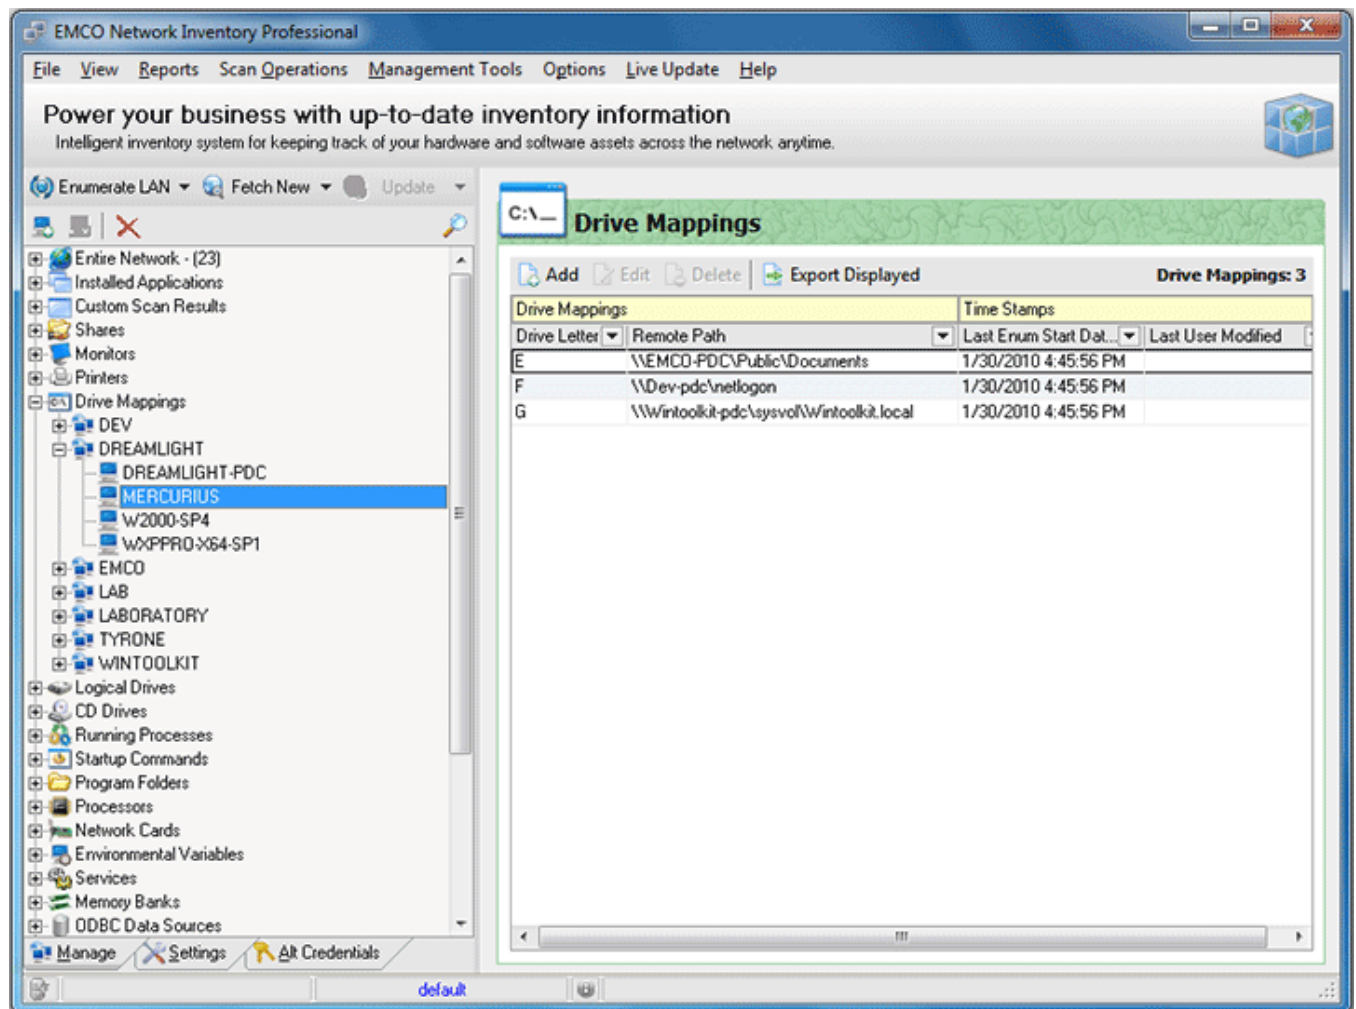 EMCO Network Inventory Professional
File View Reports Scan Operations Management Tools Options Live Update Help
Power your business with up-to-date inventory information
Intelligent inventory system for keeping track of your hardware and software assets across the network anytime.
Enumerate LAN Fetch New Update
Entire Network - (23)
Installed Applications
Custom Scan Results
Shares
Monitors
Printers
Drive Mappings
DEV
DREAMLIGHT
DREAMLIGHT-PDC
MERCURIUS
W2000-SP4
WXPPRO-X64-SP1
EMCO
LAB
LABORATORY
TYRONE
WINTOOLKIT
Logical Drives
CD Drives
Running Processes
Startup Commands
Program Folders
Processors
Network Cards
Environmental Variables
Services
Memory Banks
ODBC Data Sources
Manage Settings Alt Credentials
C:\_ Drive Mappings
Add Edit Delete Export Displayed Drive Mappings: 3
Drive Mappings Time Stamps
Drive Letter Remote Path Last Enum Start Dat... Last User Modified
E \\EMCO-PDC\Public\Documents 1/30/2010 4:45:56 PM
F \\Dev-pdc\netlogon 1/30/2010 4:45:56 PM
G \\Wintoolkit-pdc\sysvol\Wintoolkit.local 1/30/2010 4:45:56 PM
default